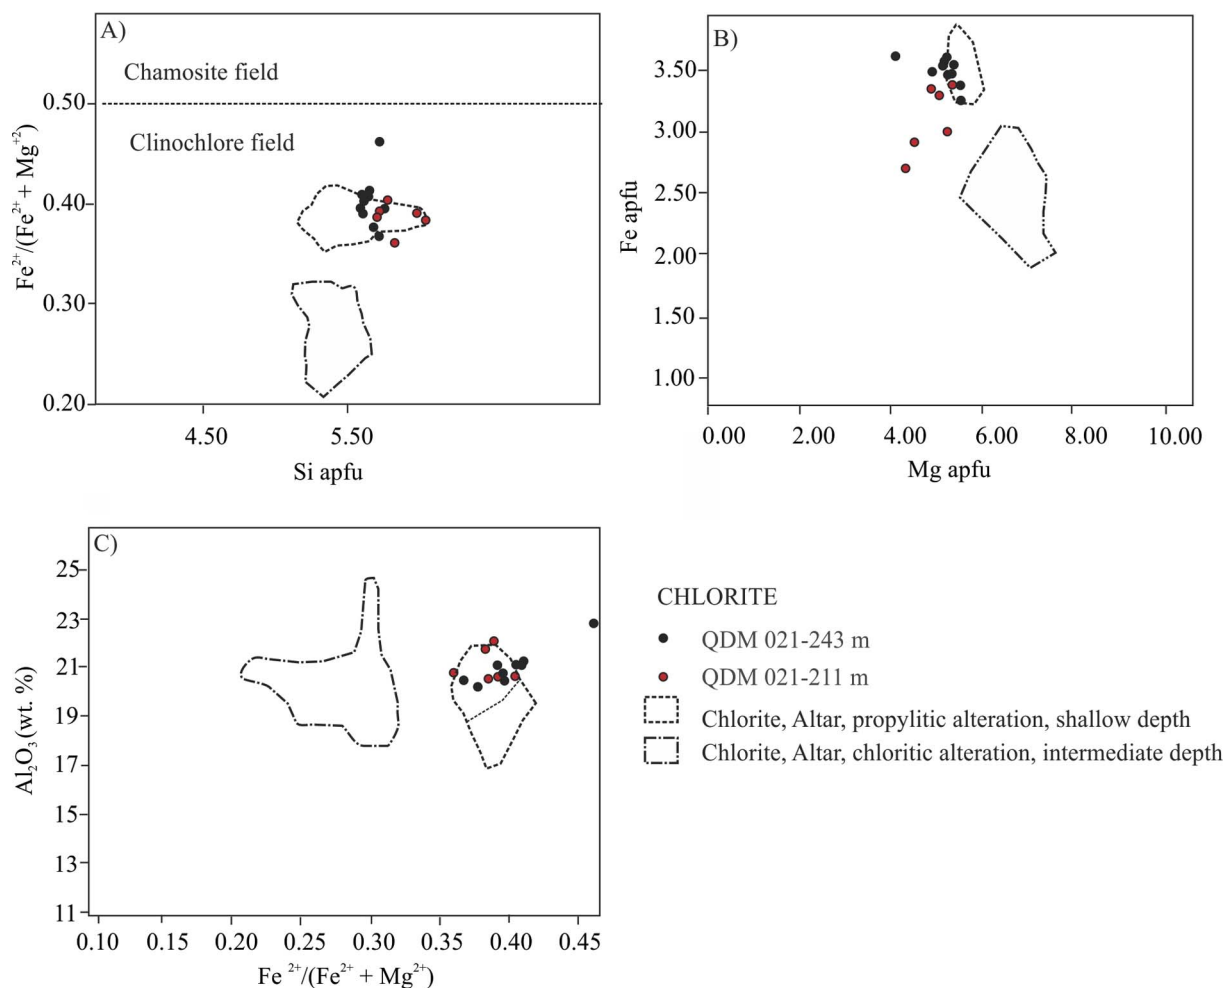 A)
Chamosite field
Clinochlore field
0.50
0.40
0.30
0.20
Fe²⁺/(Fe²⁺ + Mg⁺²)
4.50 5.50
Si apfu
B)
3.50
3.00
2.50
2.00
1.50
1.00
Fe apfu
0.00 2.00 4.00 6.00 8.00 10.00
Mg apfu
C)
25
23
21
19
17
15
13
11
Al₂O₃ (wt. %)
0.10 0.15 0.20 0.25 0.30 0.35 0.40 0.45
Fe ²⁺/(Fe²⁺ + Mg²⁺)
CHLORITE
QDM 021-243 m
QDM 021-211 m
Chlorite, Altar, propylitic alteration, shallow depth
Chlorite, Altar, chloritic alteration, intermediate depth